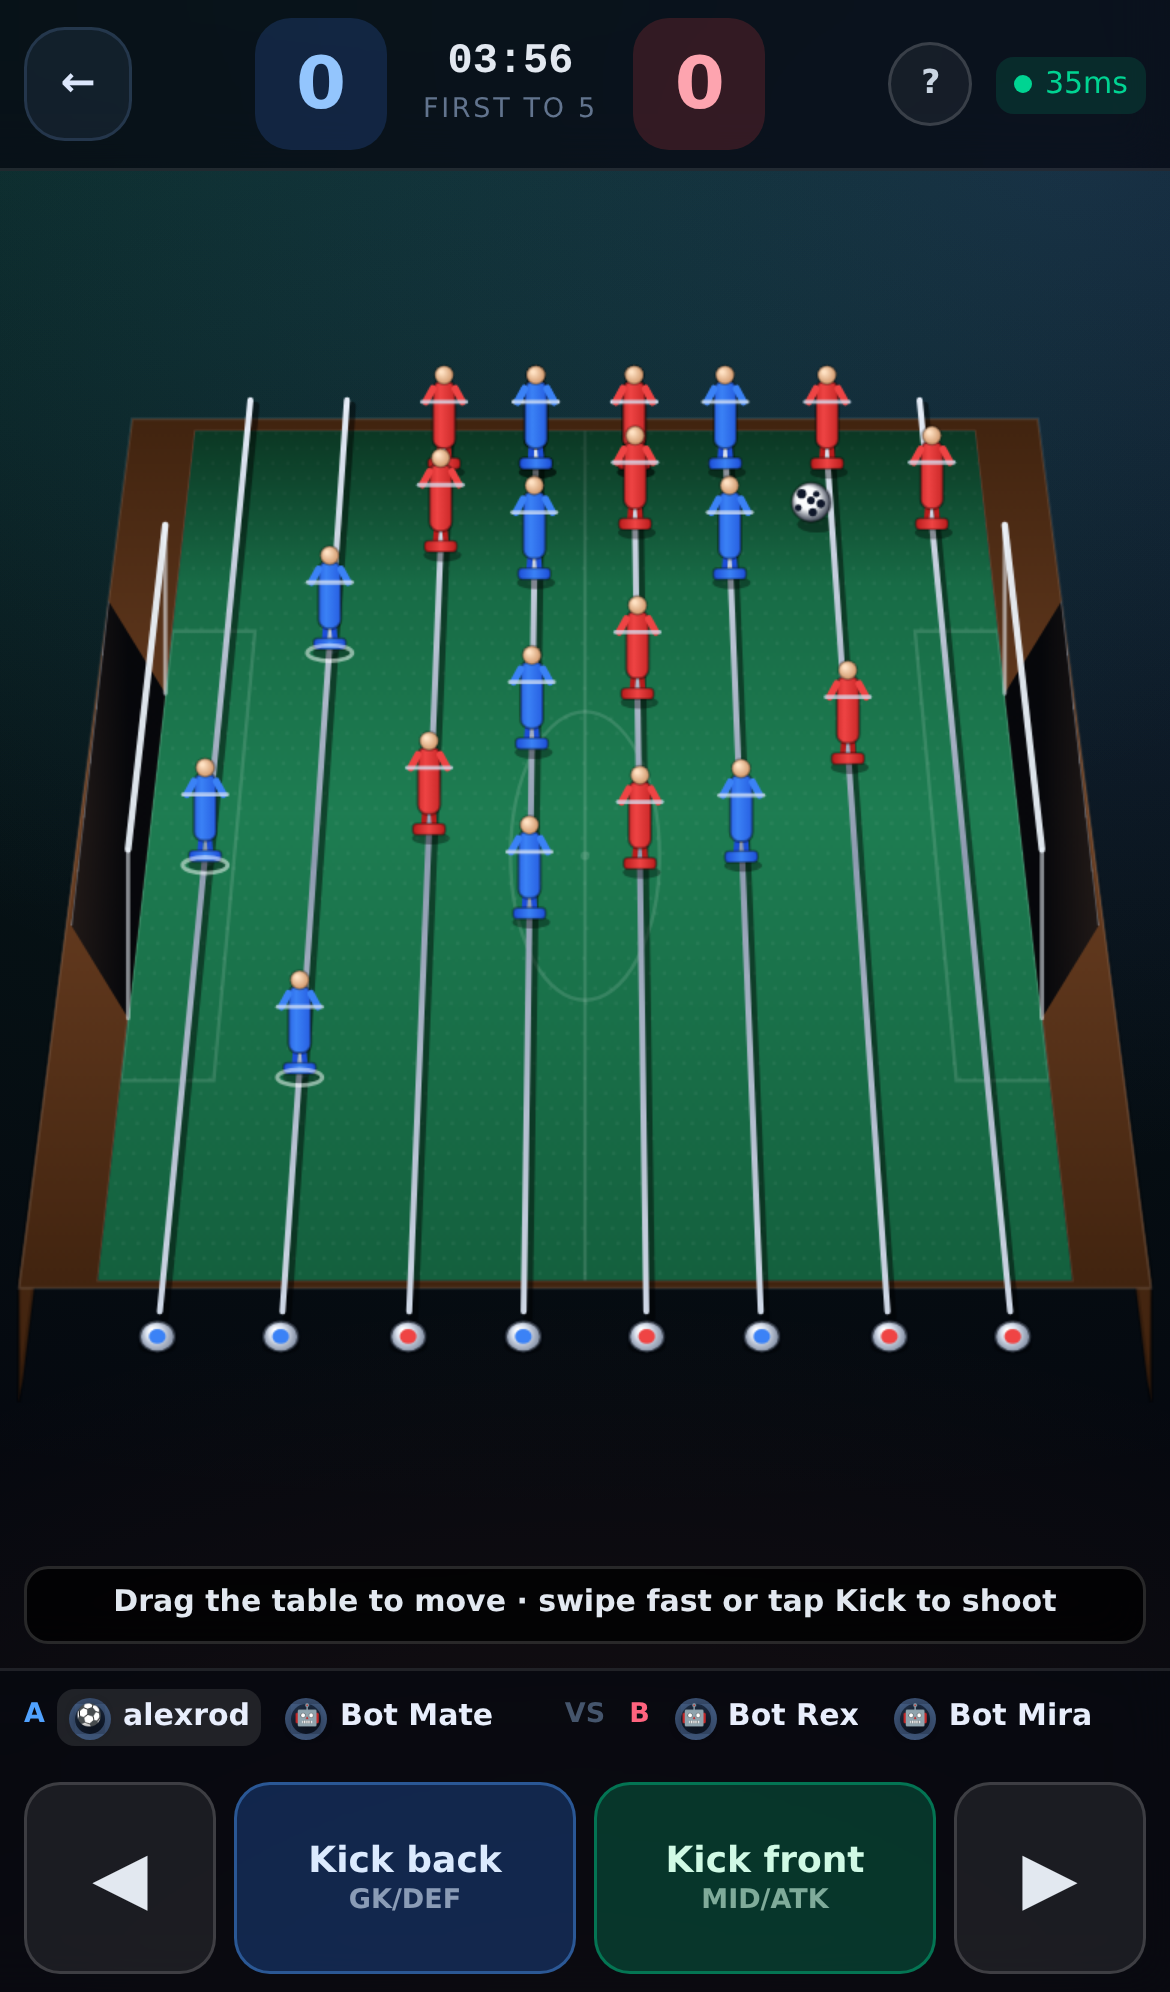 ←
0
03:56
FIRST TO 5
0
?
35ms
Drag the table to move · swipe fast or tap Kick to shoot
A alexrod Bot Mate VS B Bot Rex Bot Mira
◀
Kick back
GK/DEF
Kick front
MID/ATK
▶